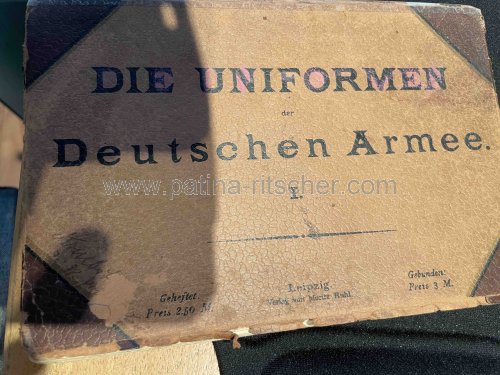 DIE UNIFORMEN
der
Deutschen Armee.
www.patina-ritscher.com
I.
Leipzig.
Verlag von Moritz Ruhl.
Geheftet.
Preis 2.50 M.
Gebunden:
Preis 3 M.